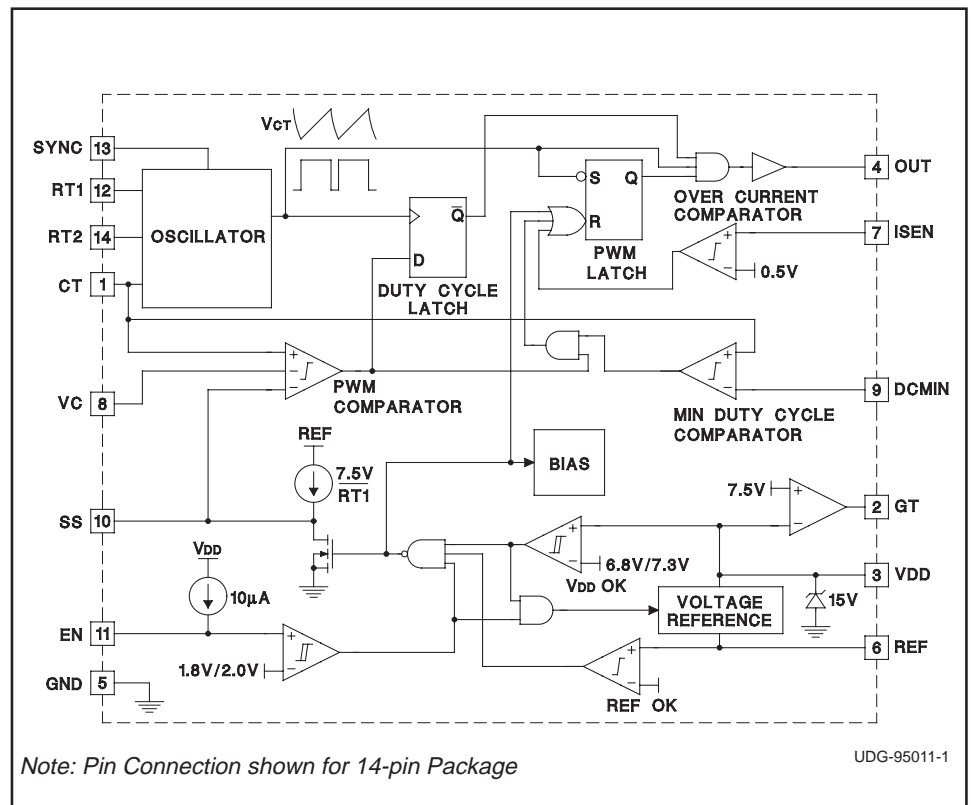 SYNC 13
RT1 12
RT2 14
CT 1
VC 8
SS 10
EN 11
GND 5
OSCILLATOR
VCT
Q
D
DUTY CYCLE
LATCH
S Q
R
PWM
LATCH
OVER CURRENT
COMPARATOR
4 OUT
7 ISEN
0.5V
+
−
PWM
COMPARATOR
+
−
−
MIN DUTY CYCLE
COMPARATOR
+
−
9 DCMIN
REF
7.5V
RT1
BIAS
7.5V
+
−
2 GT
VDD
10µA
+
−
1.8V/2.0V
+
−
6.8V/7.3V
VDD OK
3 VDD
15V
VOLTAGE
REFERENCE
6 REF
+
−
REF OK
Note: Pin Connection shown for 14-pin Package
UDG-95011-1